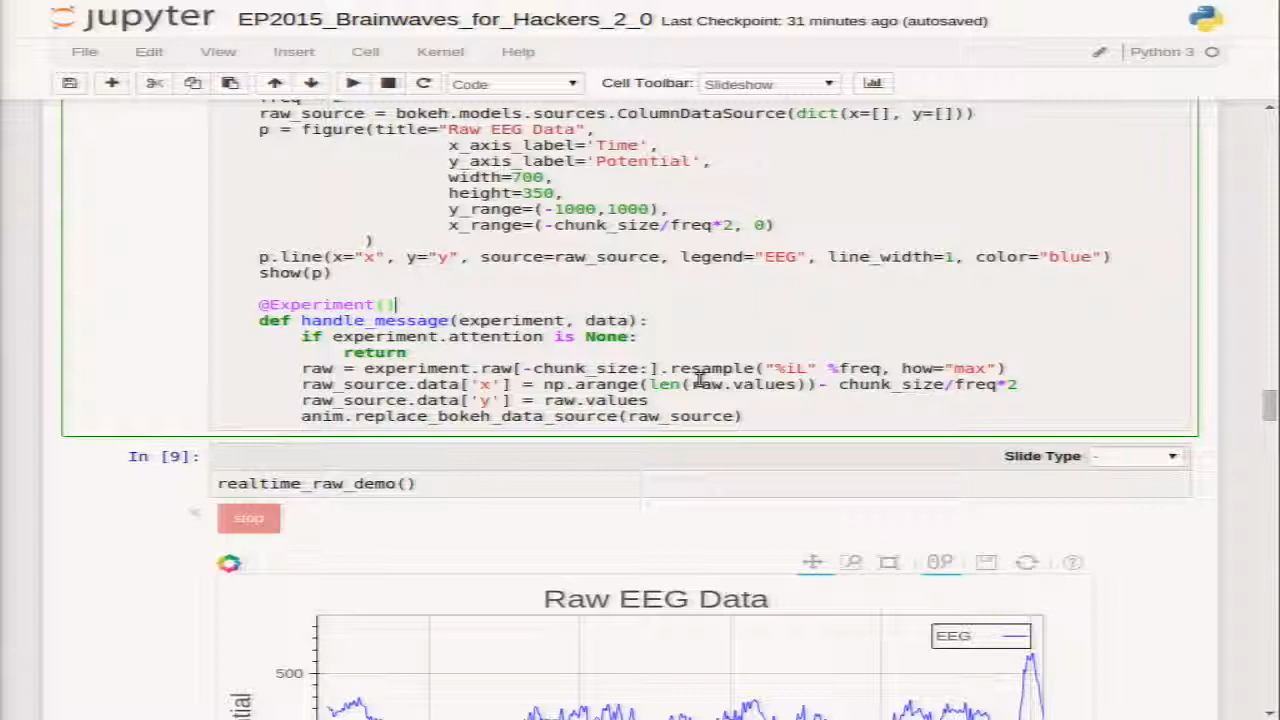 jupyter EP2015_Brainwaves_for_Hackers_2_0 Last Checkpoint: 31 minutes ago (autosaved)
File Edit View Insert Cell Kernel Help Python 3
Code Cell Toolbar: Slideshow
raw_source = bokeh.models.sources.ColumnDataSource(dict(x=[], y=[]))
p = figure(title="Raw EEG Data",
x_axis_label='Time',
y_axis_label='Potential',
width=700,
height=350,
y_range=(-1000,1000),
x_range=(-chunk_size/freq*2, 0)
)
p.line(x="x", y="y", source=raw_source, legend="EEG", line_width=1, color="blue")
show(p)
@Experiment()
def handle_message(experiment, data):
if experiment.attention is None:
return
raw = experiment.raw[-chunk_size:].resample("%iL" %freq, how="max")
raw_source.data['x'] = np.arange(len(raw.values))- chunk_size/freq*2
raw_source.data['y'] = raw.values
anim.replace_bokeh_data_source(raw_source)
In [9]:
Slide Type -
realtime_raw_demo()
stop
Raw EEG Data
EEG
500